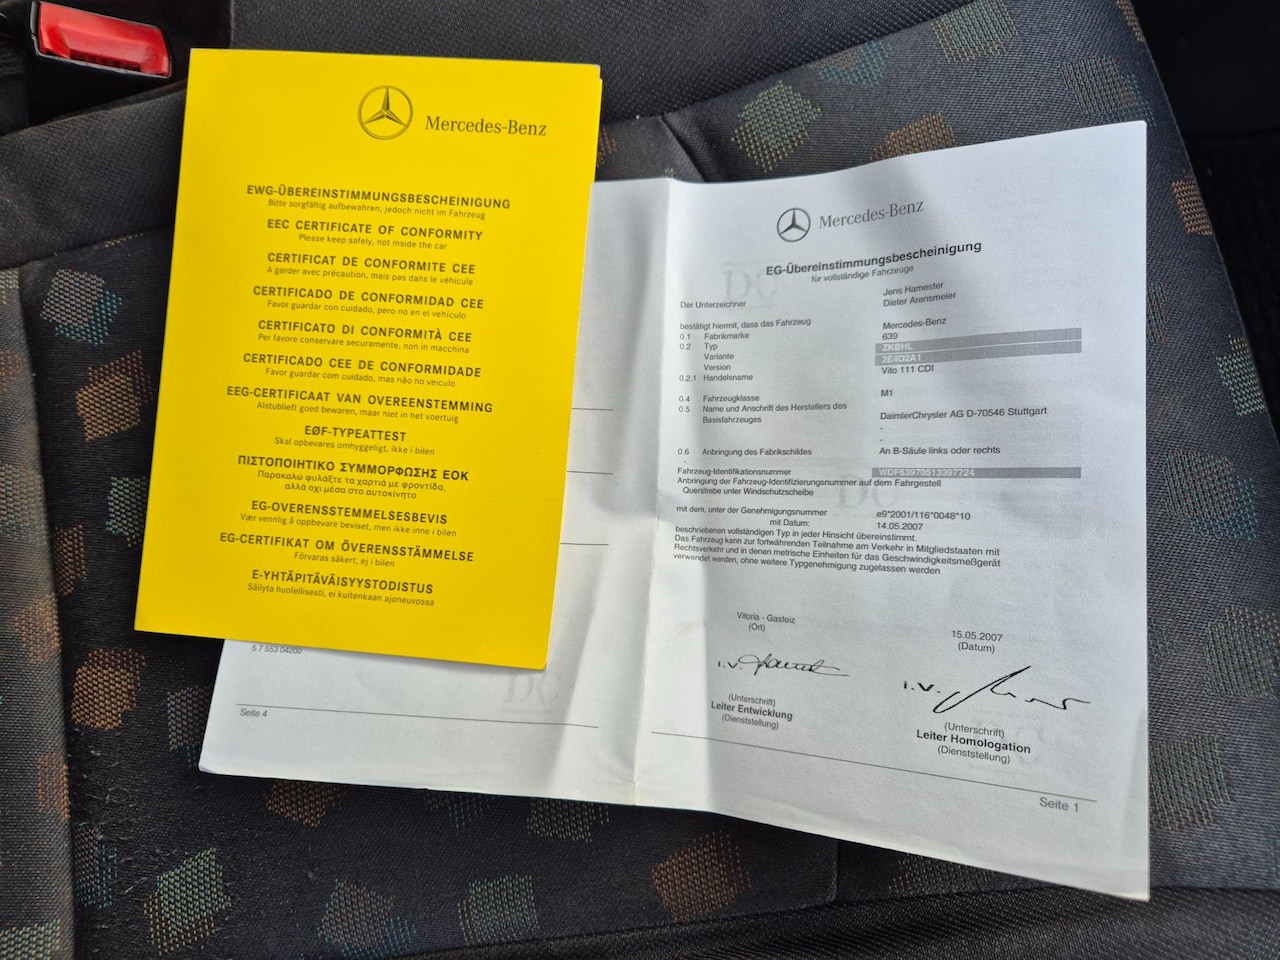 Mercedes-Benz
EWG-ÜBEREINSTIMMUNGSBESCHEINIGUNG
Bitte sorgfältig aufbewahren, jedoch nicht im Fahrzeug
EEC CERTIFICATE OF CONFORMITY
Please keep safely, not inside the car
CERTIFICAT DE CONFORMITE CEE
A garder avec précaution, mais pas dans le véhicule
CERTIFICADO DE CONFORMIDAD CEE
Favor guardar con cuidado, pero no en el vehículo
CERTIFICATO DI CONFORMITÀ CEE
Per favore conservare securamente, non in macchina
CERTIFICADO CEE DE CONFORMIDADE
Favor guardar com cuidado, mas não no veiculo
EEG-CERTIFICAAT VAN OVEREENSTEMMING
Alstublieft goed bewaren, maar niet in het voertuig
EØF-TYPEATTEST
Skal opbevares omhyggeligt, ikke i bilen
ΠΙΣΤΟΠΟΙΗΤΙΚΟ ΣΥΜΜΟΡΦΩΣΗΣ ΕΟΚ
Παρακαλώ φυλάξτε τα χαρτιά με φροντίδα.
αλλά οχι μέσα στο αυτοκίνητο
EG-OVERENSSTEMMELSESBEVIS
Vær vennlig å oppbevare beviset, men ikke inne i bilen
EG-CERTIFIKAT OM ÖVERENSSTÄMMELSE
Förvaras säkert, ej i bilen
E-YHTÄPITÄVÄISYYSTODISTUS
Säilyta huolellisesti, ei kuitenkaan ajoneuvossa
5 7 553 04200
Seite 4
Mercedes-Benz
EG-Übereinstimmungsbescheinigung
für vollständige Fahrzeuge
Der Unterzeichner Jens Hamester
Dieter Arensmeier
bestätigt hiermit, dass das Fahrzeug
0.1 Fabrikmarke Mercedes-Benz
0.2 Typ 639
Variante ZKBHL
Version 2E4D2A1
0.2.1 Handelsname Vito 111 CDI
0.4 Fahrzeugklasse M1
0.5 Name und Anschrift des Herstellers des DaimlerChrysler AG D-70546 Stuttgart
Basisfahrzeuges -
-
0.6 Anbringung des Fabrikschildes An B-Säule links oder rechts
-
Fahrzeug-Identifikationsnummer WDF63970513397724
Anbringung der Fahrzeug-Identifizierungsnummer auf dem Fahrgestell
Querstrebe unter Windschutzscheibe
mit dem, unter der Genehmigungsnummer e9*2001/116*0048*10
mit Datum: 14.05.2007
beschriebenen vollständigen Typ in jeder Hinsicht übereinstimmt.
Das Fahrzeug kann zur fortwährenden Teilnahme am Verkehr in Mitgliedstaaten mit
Rechtsverkehr und in denen metrische Einheiten für das Geschwindigkeitsmeßgerät
verwendet werden, ohne weitere Typgenehmigung zugelassen werden
Vitoria - Gasteiz 15.05.2007
(Ort) (Datum)
i.V. i.V.
(Unterschrift) (Unterschrift)
Leiter Entwicklung Leiter Homologation
(Dienststellung) (Dienststellung)
Seite 1